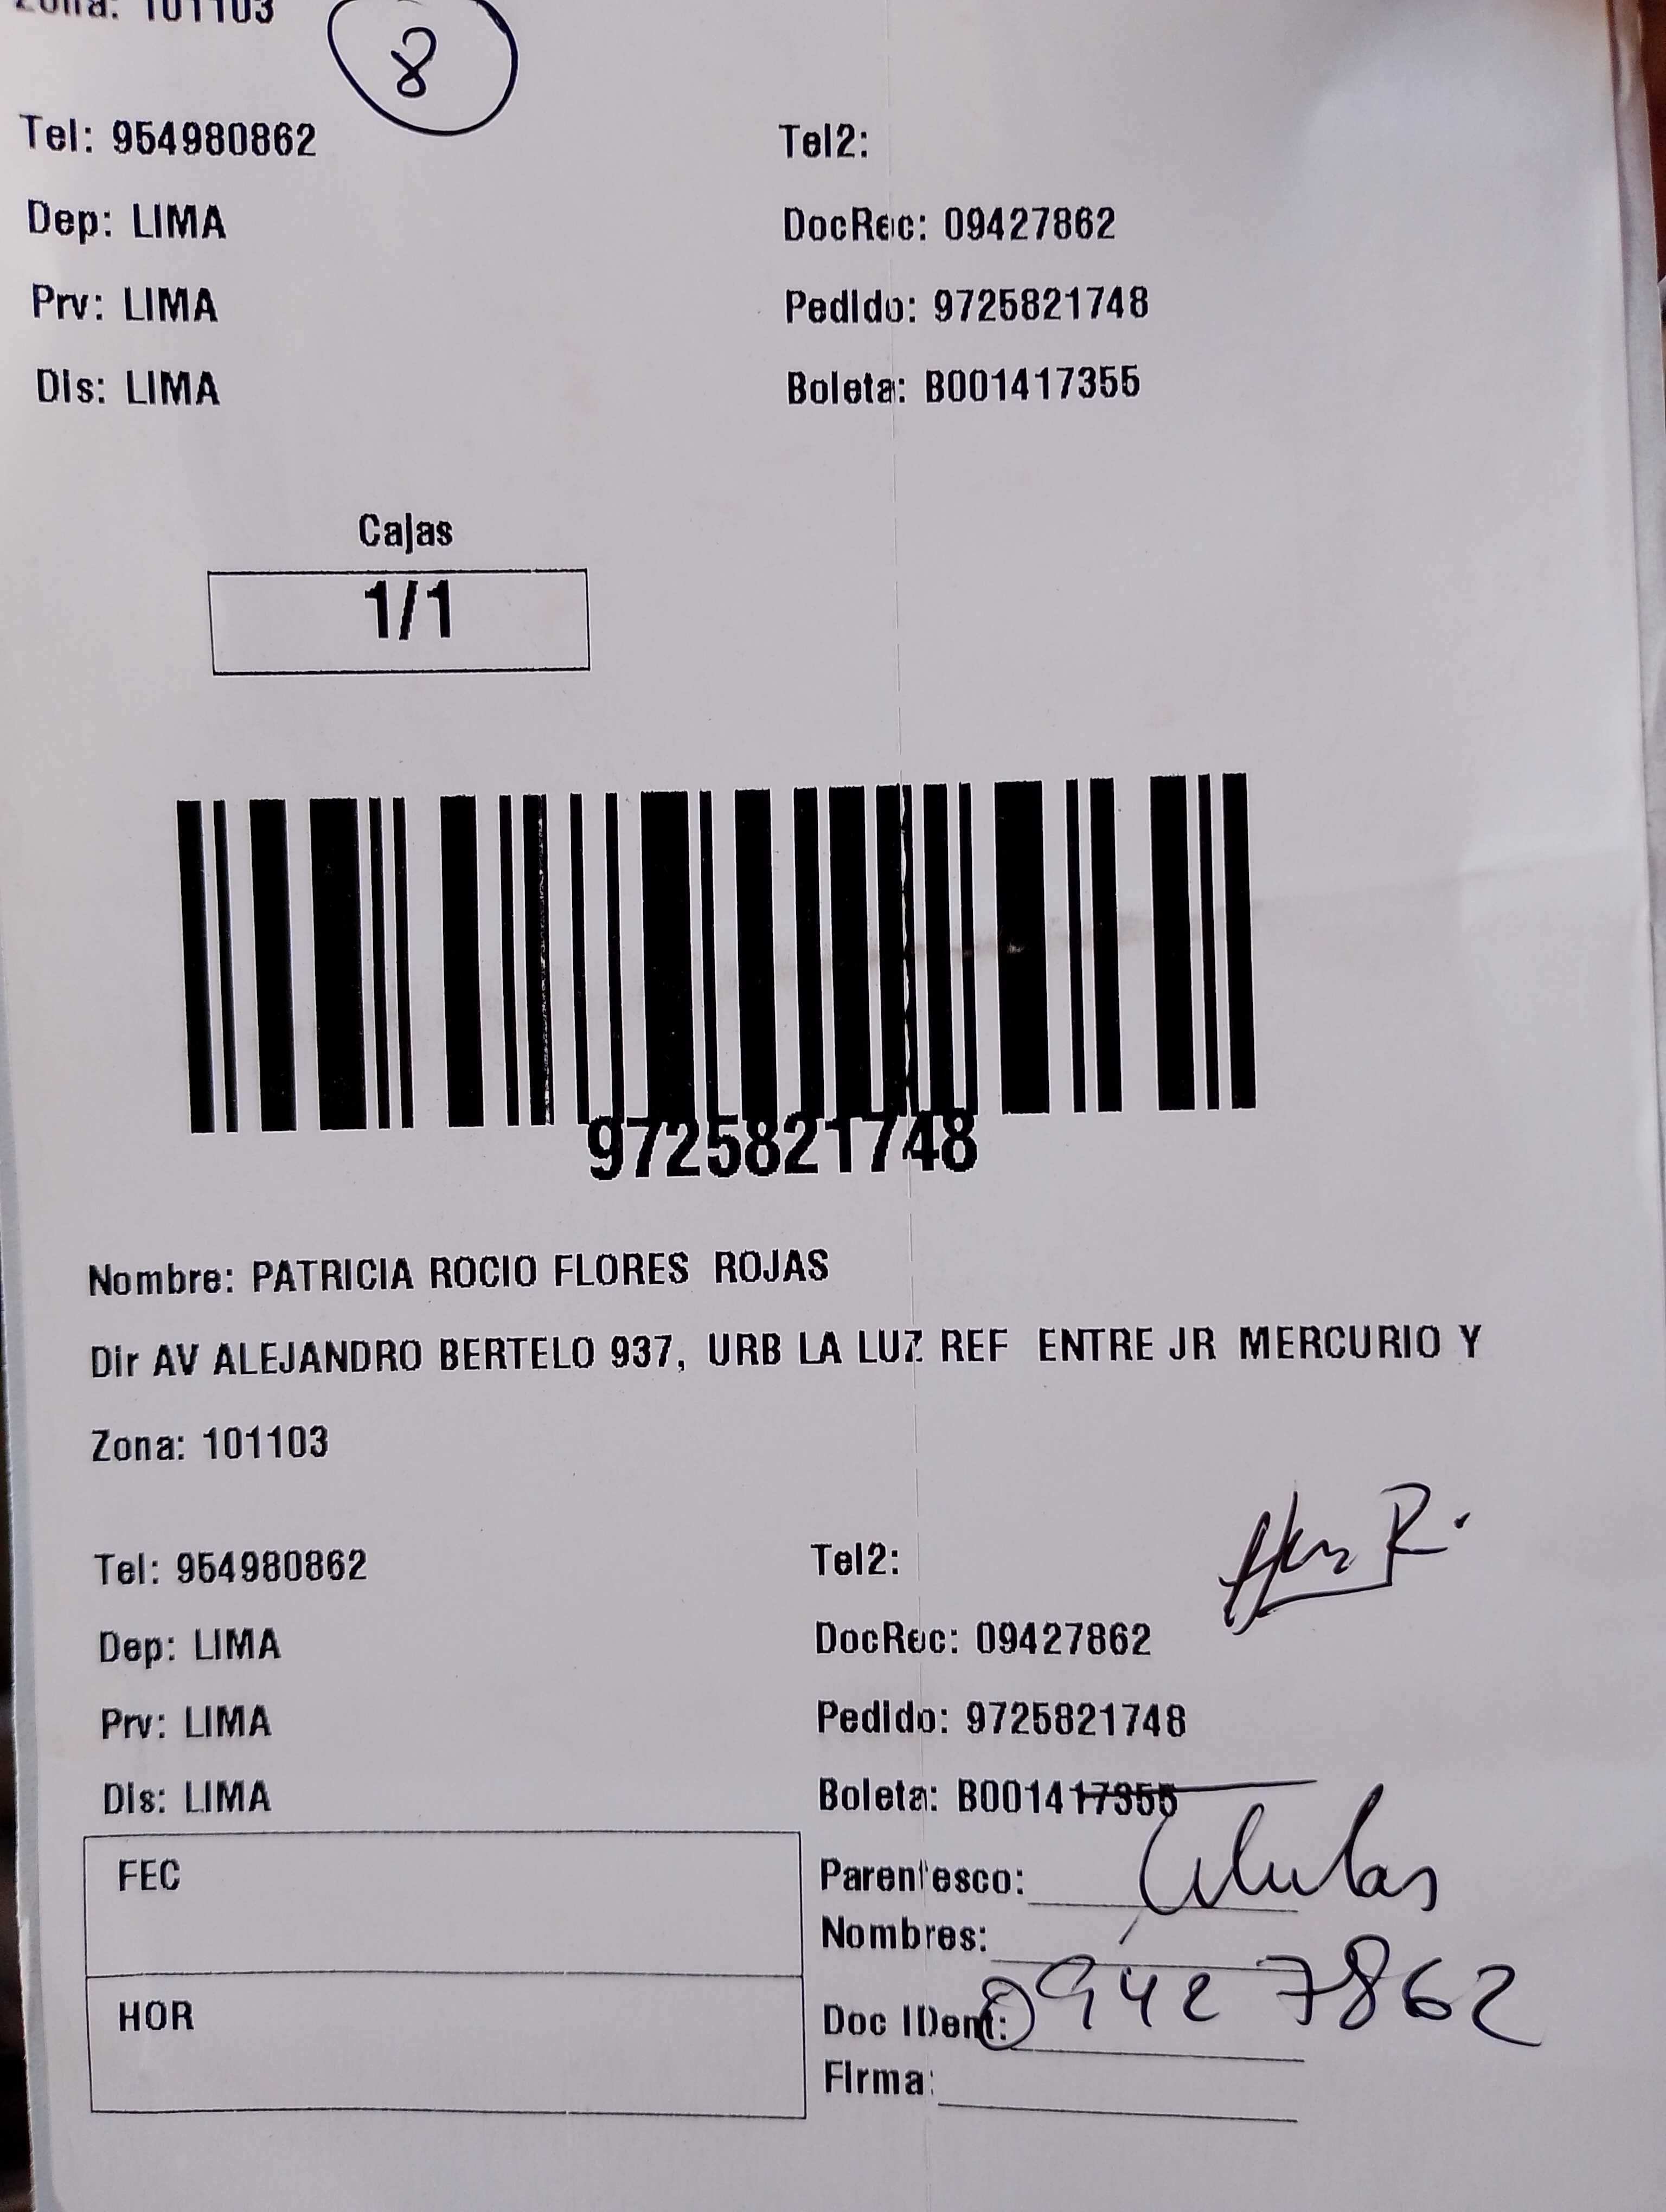 Zona: 101103
8
Tel: 954980862 Tel2:
Dep: LIMA DocRec: 09427862
Prv: LIMA Pedido: 9725821748
Dis: LIMA Boleta: B001417355
Cajas
1/1
9725821748
Nombre: PATRICIA ROCIO FLORES ROJAS
Dir AV ALEJANDRO BERTELO 937, URB LA LUZ REF ENTRE JR MERCURIO Y
Zona: 101103
Tel: 954980862 Tel2:
Dep: LIMA DocRec: 09427862
Prv: LIMA Pedido: 9725821748
Dis: LIMA Boleta: B001417355
FEC Parentesco:
Nombres:
HOR Doc IDent: 09427862
Firma: